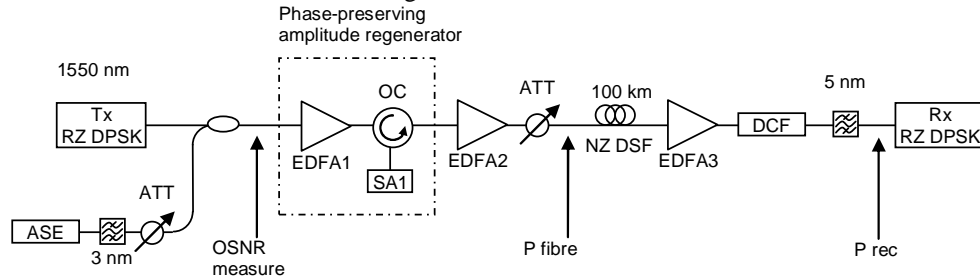 Phase-preserving
amplitude regenerator
1550 nm
Tx
RZ DPSK
OC
EDFA1
SA1
EDFA2
ATT
100 km
NZ DSF
EDFA3
DCF
5 nm
Rx
RZ DPSK
ATT
ASE
3 nm
OSNR
measure
P fibre
P rec